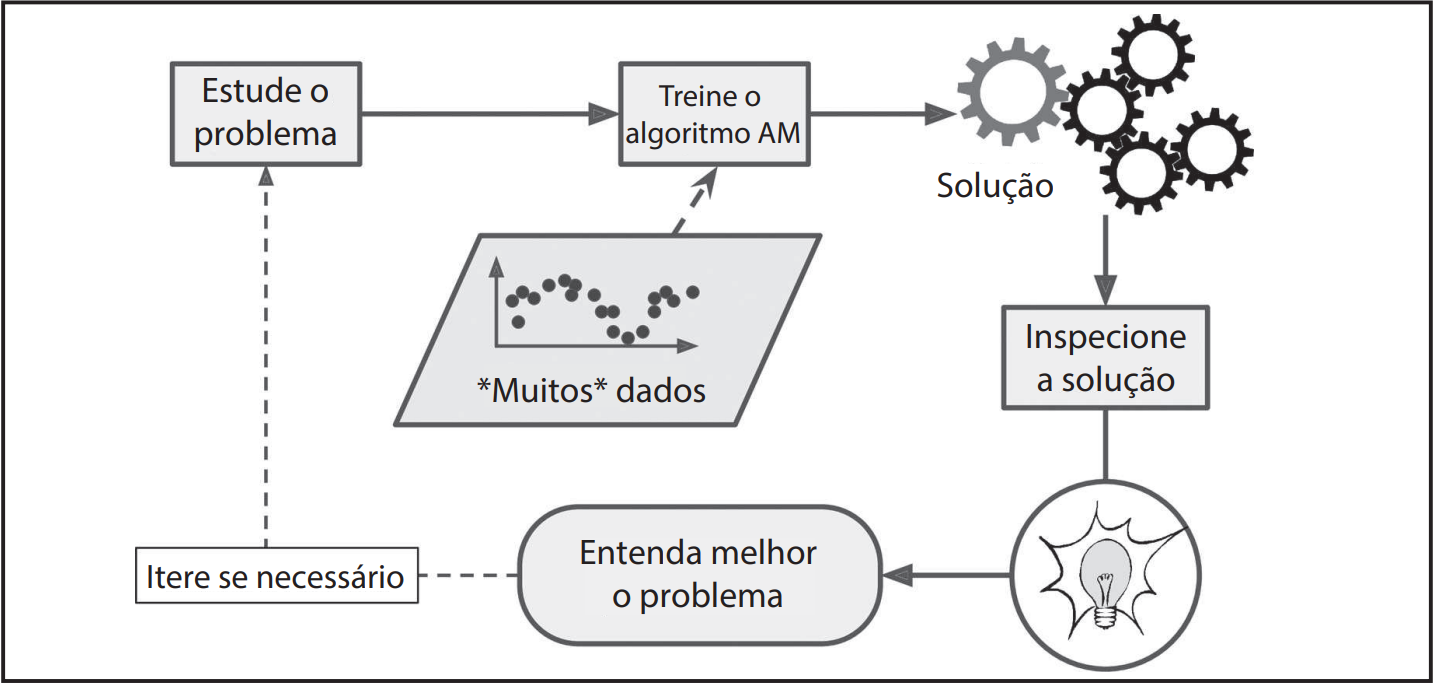 Estude o
problema
Treine o
algoritmo AM
Solução
*Muitos* dados
Inspecione
a solução
Entenda melhor
o problema
Itere se necessário